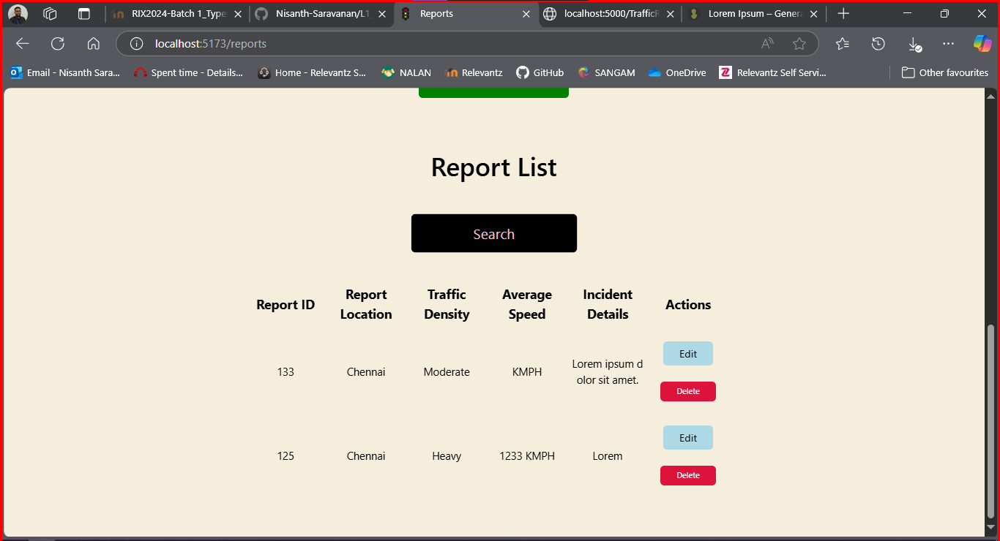 RIX2024-Batch 1_Type
Nisanth-Saravanan/L1
Reports
localhost:5000/TrafficR
Lorem Ipsum – Genera
localhost:5173/reports
Email - Nisanth Sara...
Spent time - Details...
Home - Relevantz S...
NALAN
Relevantz
GitHub
SANGAM
OneDrive
Relevantz Self Servi...
Other favourites
Report List
Search
Report ID
Report
Location
Traffic
Density
Average
Speed
Incident
Details
Actions
133
Chennai
Moderate
KMPH
Lorem ipsum d
olor sit amet.
Edit
Delete
125
Chennai
Heavy
1233 KMPH
Lorem
Edit
Delete